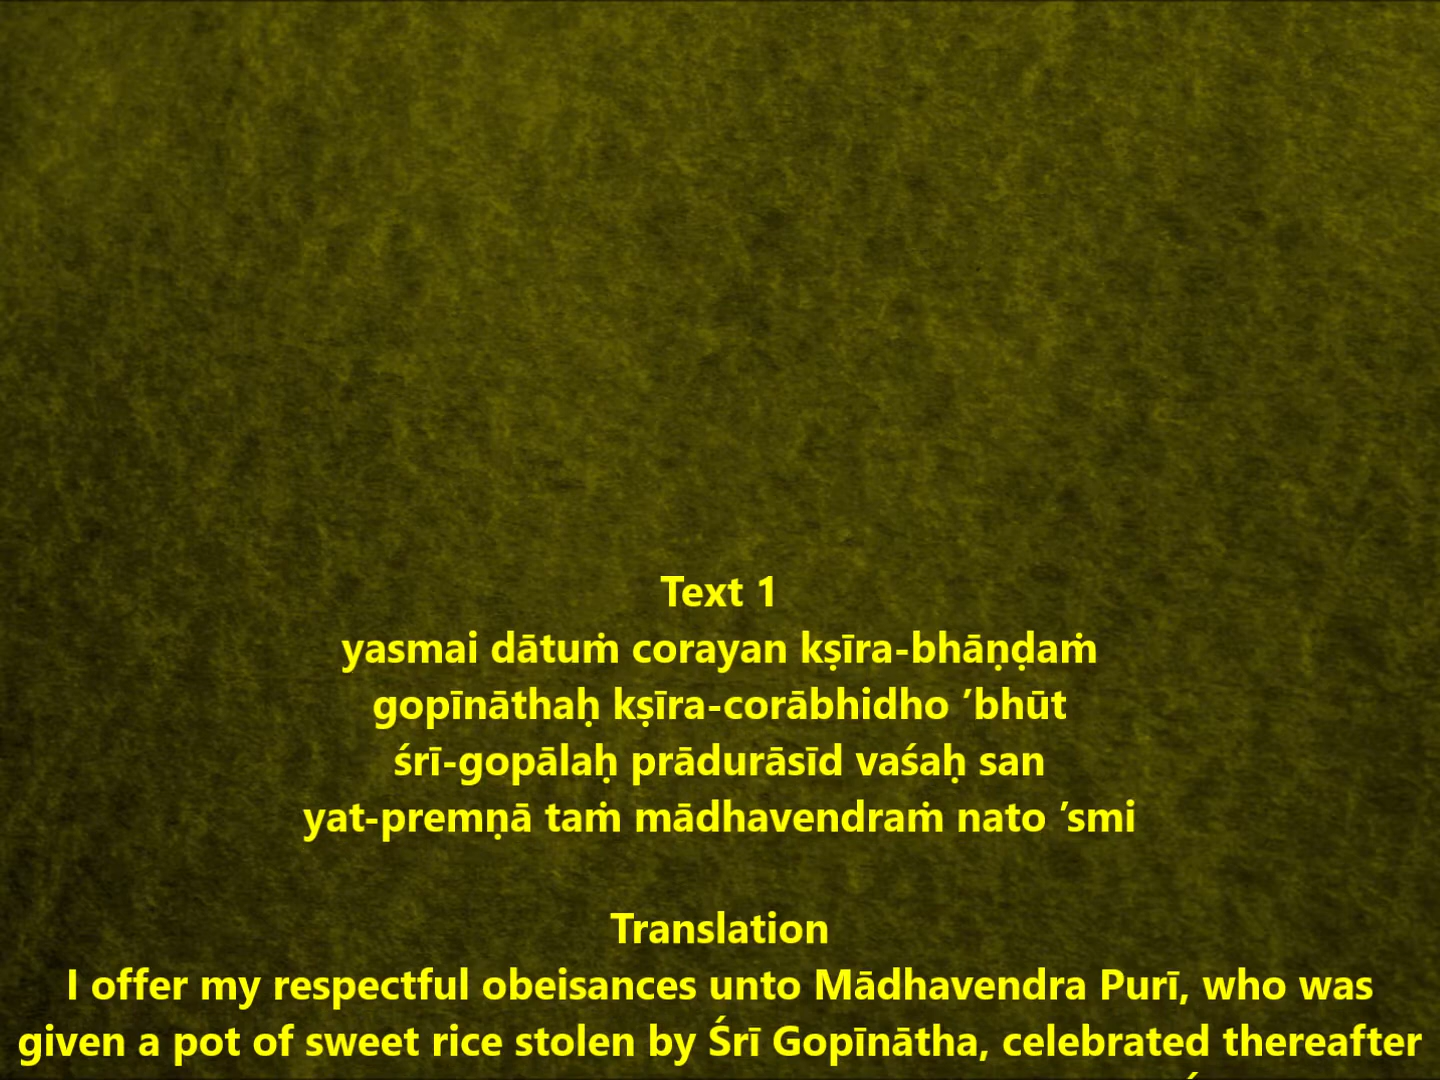 Text 1
yasmai dātuṁ corayan kṣīra-bhāṇḍaṁ
gopīnāthaḥ kṣīra-corābhidho ’bhūt
śrī-gopālaḥ prādurāsīd vaśaḥ san
yat-premṇā taṁ mādhavendraṁ nato ’smi
Translation
I offer my respectful obeisances unto Mādhavendra Purī, who was
given a pot of sweet rice stolen by Śrī Gopīnātha, celebrated thereafter